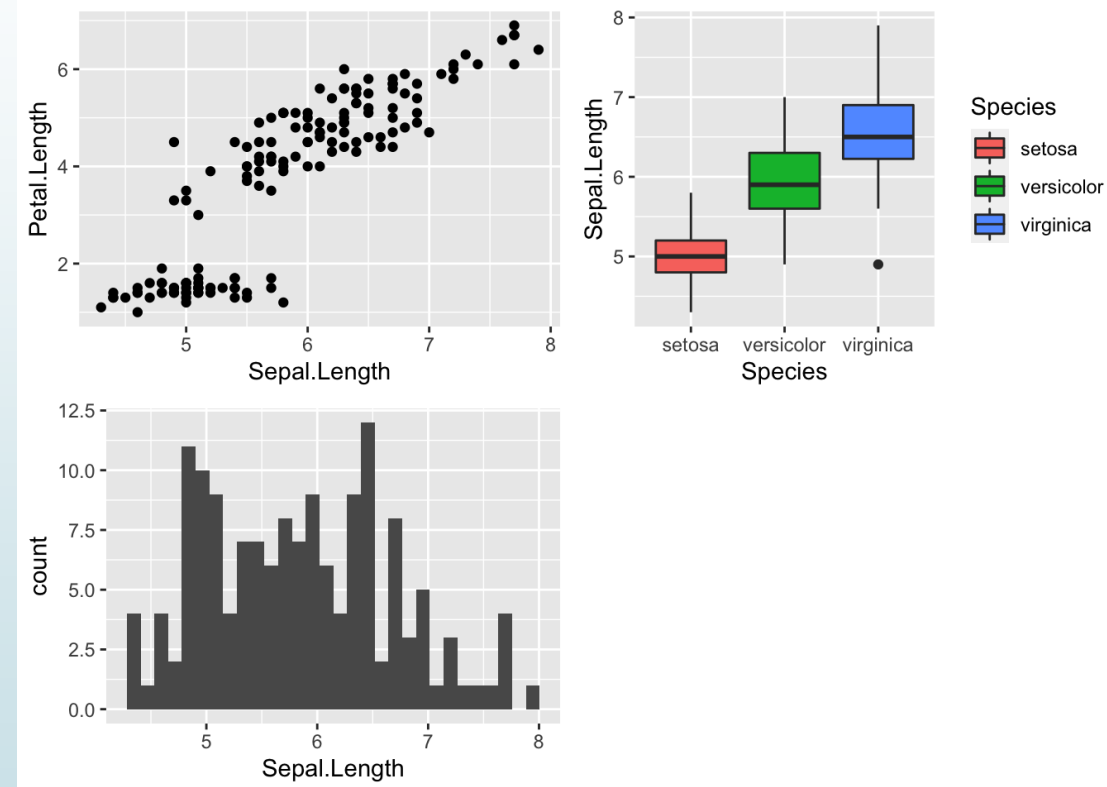 Petal.Length
6
4
2
5 6 7 8
Sepal.Length
Sepal.Length
8
7
6
5
setosa versicolor virginica
Species
Species
setosa
versicolor
virginica
count
12.5
10.0
7.5
5.0
2.5
0.0
5 6 7 8
Sepal.Length